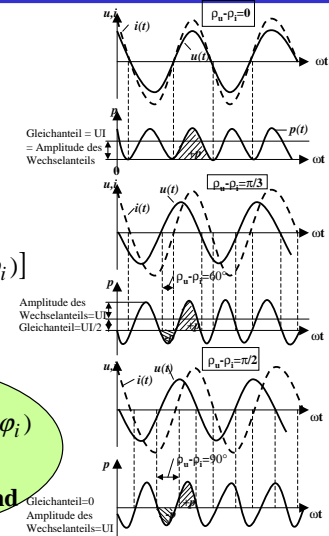 u,i
ρu-ρi=0
i(t)
u(t)
ωt
p
p(t)
Gleichanteil = UI
= Amplitude des
Wechselanteils
+p
0
ωt
u,i
ρu-ρi=π/3
u(t)
i(t)
ωt
i)]
ρu-ρi=60°
p
Amplitude des
Wechselanteils=UI
Gleichanteil=UI/2
+p
ωt
u,i
ρu-ρi=π/2
u(t)
i(t)
ωt
φi)
ρu-ρi=90°
p
nd
Gleichanteil=0
+p
ωt
Amplitude des
Wechselanteils=UI